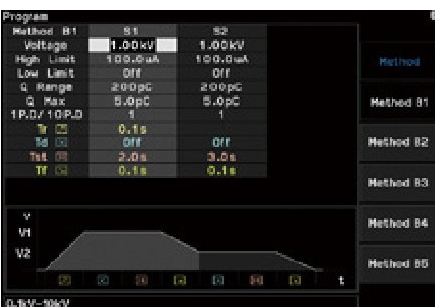 Program
Method B1 S1 S2
Voltage 1.00kV 1.00kV
High Limit 100.0uA 100.0uA
Low Limit Off Off
Q Range 200pC 200pC
Q Max 5.0pC 5.0pC
1P.D/10P.D 1 1
Tr 0.1s
Td Off Off
Tst 2.0s 3.0s
Tf 0.1s 0.1s
Method
Method B1
Method B2
Method B3
Method B4
Method B5
V
V1
V2
t
0.1kV-10kV